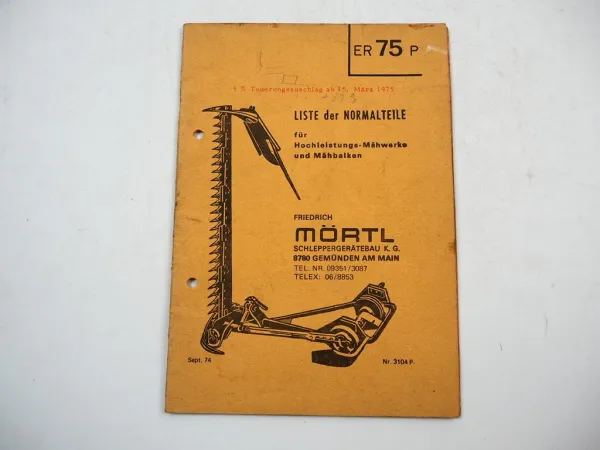 ER 75 P
% Teuerungszuschlag ab 15. März 1975
LISTE der NORMALTEILE
für
Hochleistungs-Mähwerke
und Mähbalken
FRIEDRICH
MÖRTL
SCHLEPPERGERÄTEBAU K. G.
8780 GEMÜNDEN AM MAIN
TEL. NR. 09351/3087
TELEX: 06/8853
Sept. 74
Nr. 3104 P.